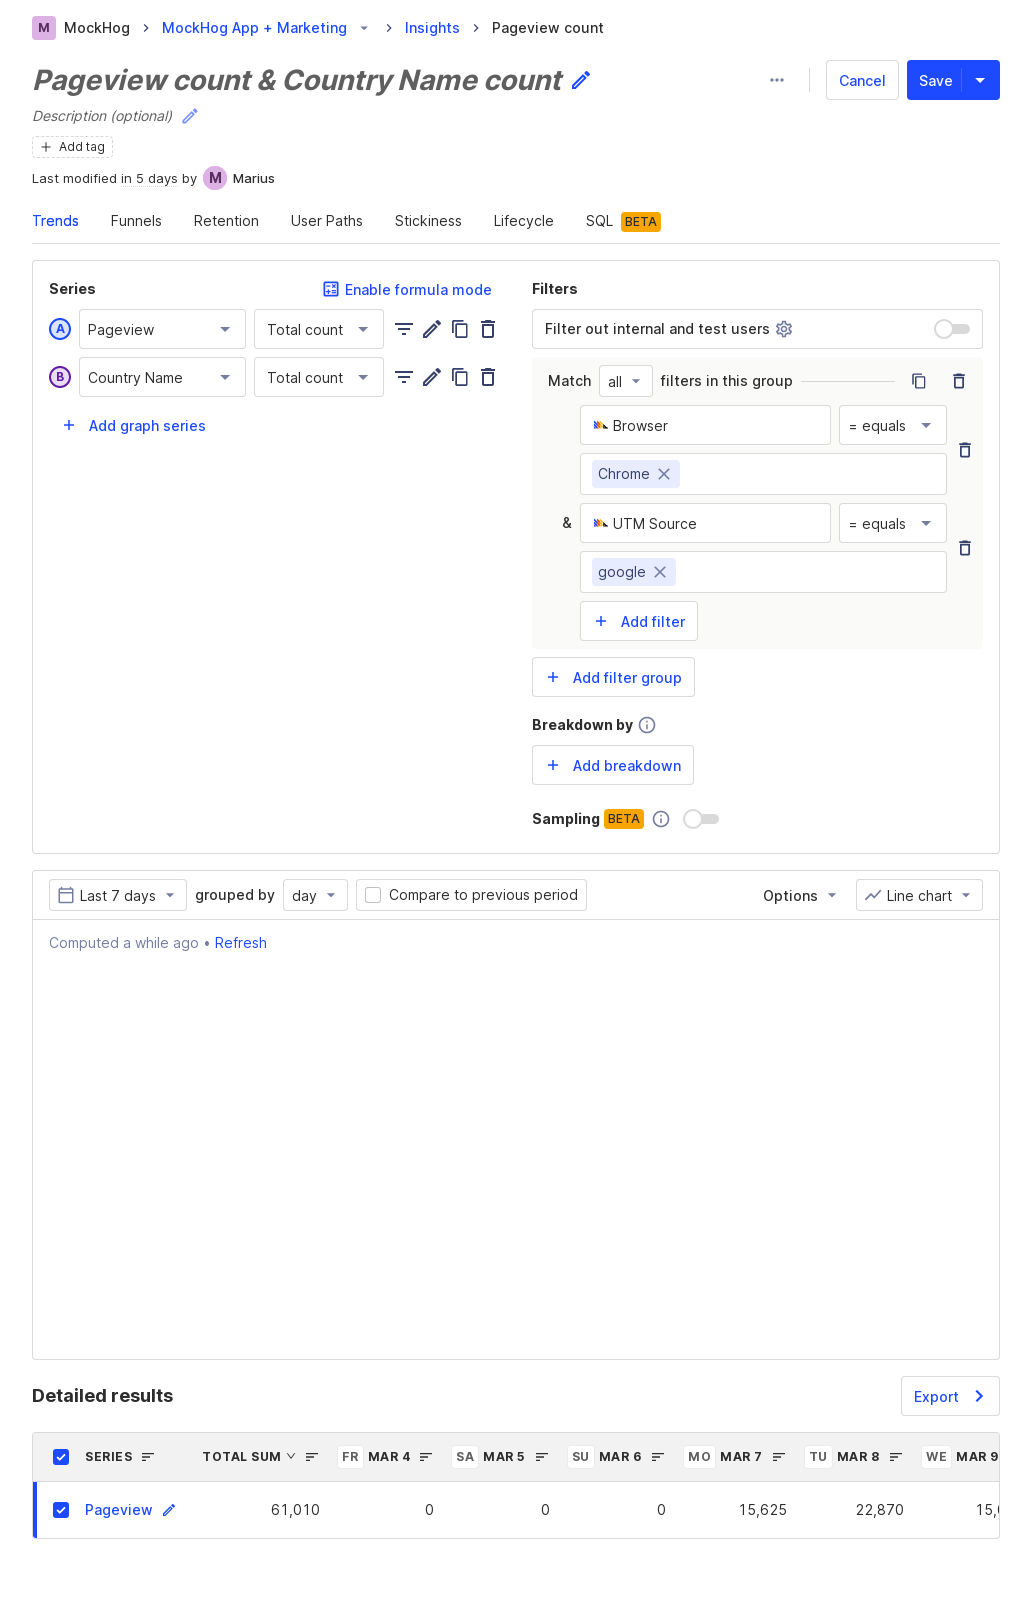 M MockHog MockHog App + Marketing Insights Pageview count
Pageview count & Country Name count
Cancel Save
Description (optional)
Add tag
Last modified in 5 days by M Marius
Trends Funnels Retention User Paths Stickiness Lifecycle SQL BETA
Series Enable formula mode Filters
A Pageview Total count Filter out internal and test users
B Country Name Total count Match all filters in this group
Add graph series Browser = equals
Chrome
& UTM Source = equals
google
Add filter
Add filter group
Breakdown by
Add breakdown
Sampling BETA
Last 7 days grouped by day Compare to previous period Options Line chart
Computed a while ago • Refresh
Detailed results Export
SERIES TOTAL SUM FR MAR 4 SA MAR 5 SU MAR 6 MO MAR 7 TU MAR 8 WE MAR 9
Pageview 61,010 0 0 0 15,625 22,870